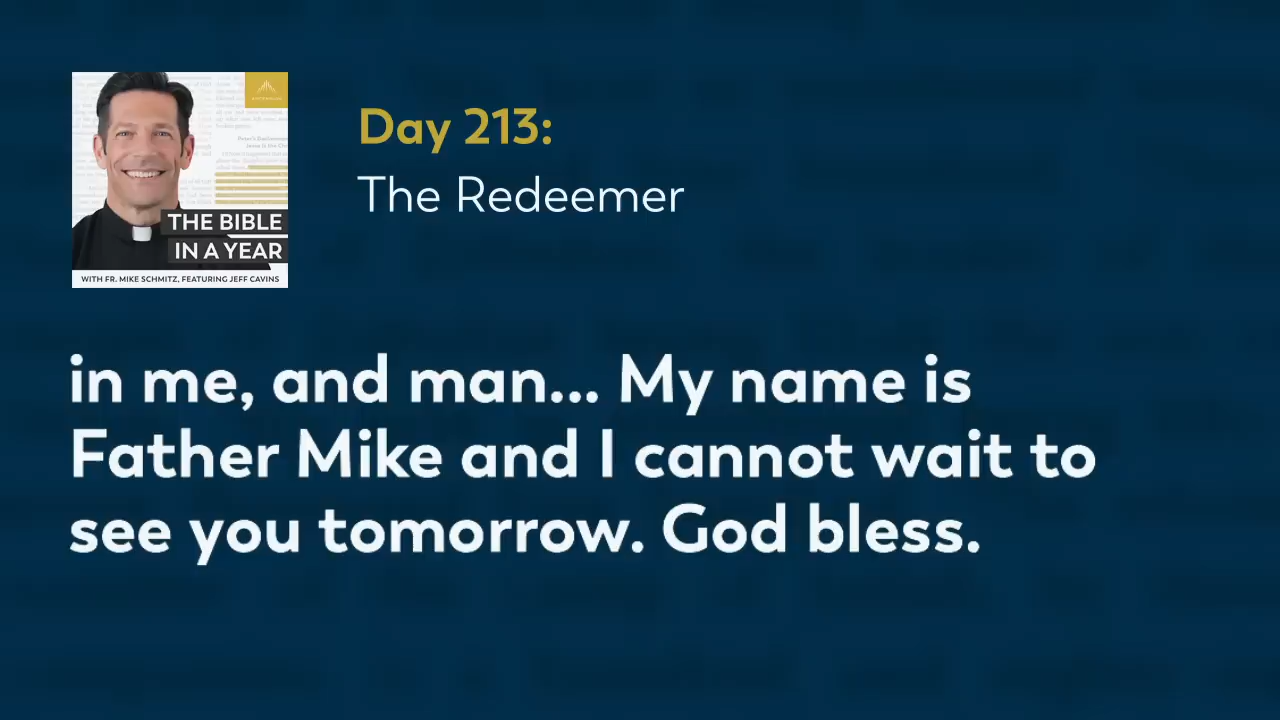 Day 213:
The Redeemer
THE BIBLE
IN A YEAR
WITH FR. MIKE SCHMITZ, FEATURING JEFF CAVINS
in me, and man... My name is
Father Mike and I cannot wait to
see you tomorrow. God bless.